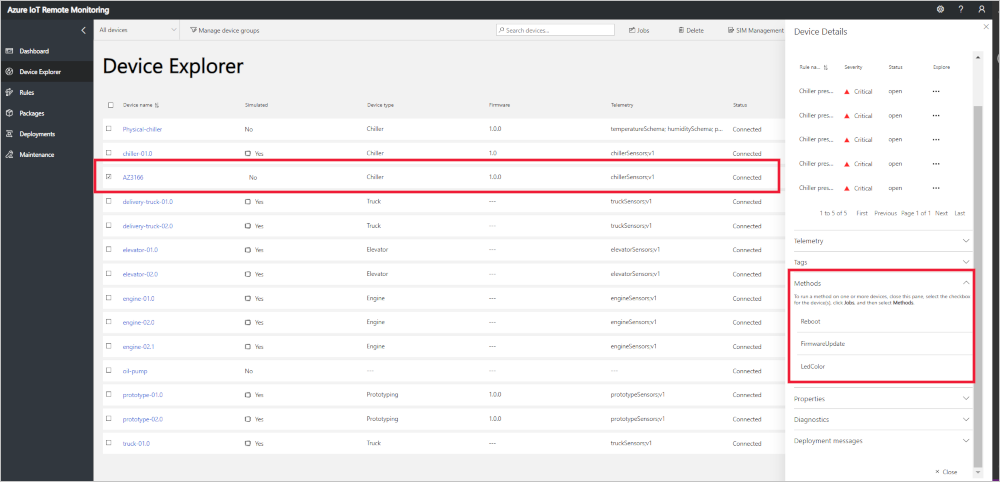 Azure IoT Remote Monitoring
?
Dashboard
Device Explorer
Rules
Packages
Deployments
Maintenance
All devices
Manage device groups
Search devices...
Jobs
Delete
SIM Management
Device Explorer
Device name Simulated Device type Firmware Telemetry Status
Physical-chiller No Chiller 1.0.0 temperatureSchema; humiditySchema; p... Connected
chiller-01.0 Yes Chiller 1.0 chillerSensors;v1 Connected
AZ3166 No Chiller 1.0.0 chillerSensors;v1 Connected
delivery-truck-01.0 Yes Truck --- truckSensors;v1 Connected
delivery-truck-02.0 Yes Truck --- truckSensors;v1 Connected
elevator-01.0 Yes Elevator --- elevatorSensors;v1 Connected
elevator-02.0 Yes Elevator --- elevatorSensors;v1 Connected
engine-01.0 Yes Engine --- engineSensors;v1 Connected
engine-02.0 Yes Engine --- engineSensors;v1 Connected
engine-02.1 Yes Engine --- engineSensors;v1 Connected
oil-pump No --- --- --- Connected
prototype-01.0 Yes Prototyping 1.0.0 prototypeSensors;v1 Connected
prototype-02.0 Yes Prototyping 1.0.0 prototypeSensors;v1 Connected
truck-01.0 Yes Truck --- truckSensors;v1 Connected
Device Details
Rule na... Severity Status Explore
Chiller pres... Critical open ...
Chiller pres... Critical open ...
Chiller pres... Critical open ...
Chiller pres... Critical open ...
Chiller pres... Critical open ...
1 to 5 of 5 First Previous Page 1 of 1 Next Last
Telemetry
Tags
Methods
To run a method on one or more devices, close this pane, select the checkbox
for the device(s), click Jobs, and then select Methods.
Reboot
FirmwareUpdate
LedColor
Properties
Diagnostics
Deployment messages
× Close